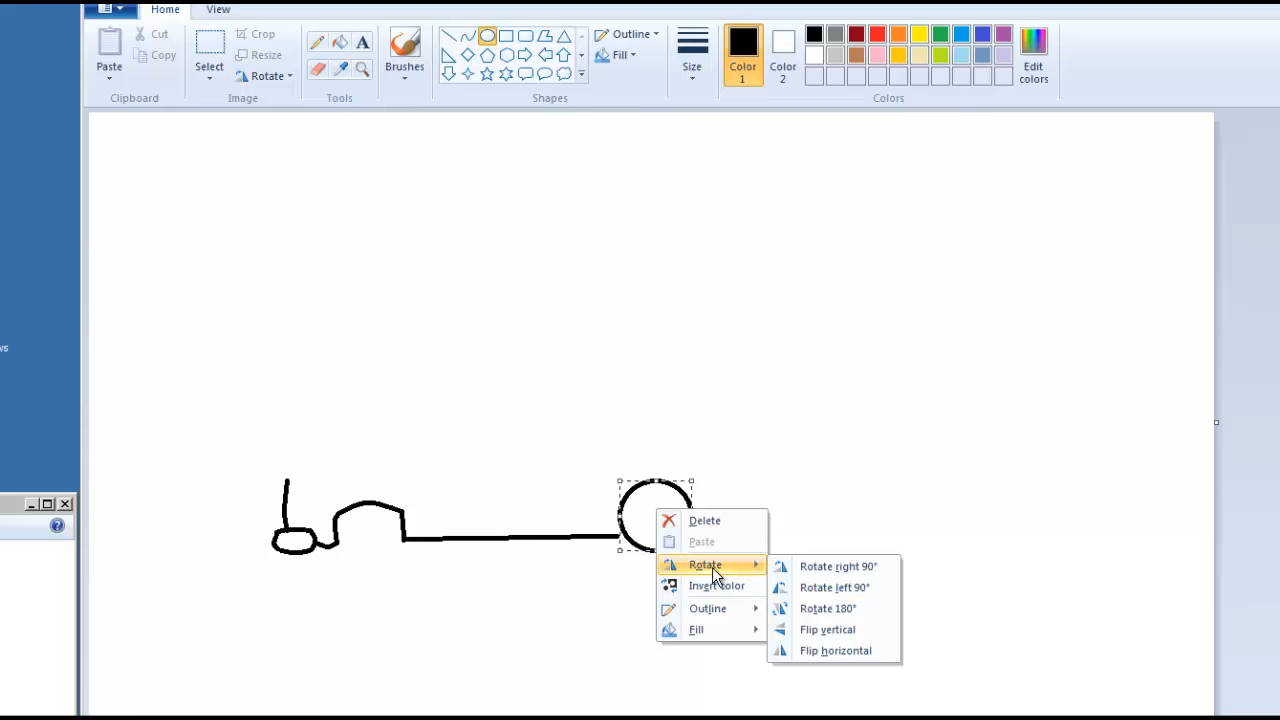 Home View
Paste
Cut
Copy
Clipboard
Select
Crop
Resize
Rotate
Image
Tools
Brushes
Outline
Fill
Shapes
Size
Color 1
Color 2
Edit colors
Colors
ws
Delete
Paste
Rotate
Invert color
Outline
Fill
Rotate right 90°
Rotate left 90°
Rotate 180°
Flip vertical
Flip horizontal